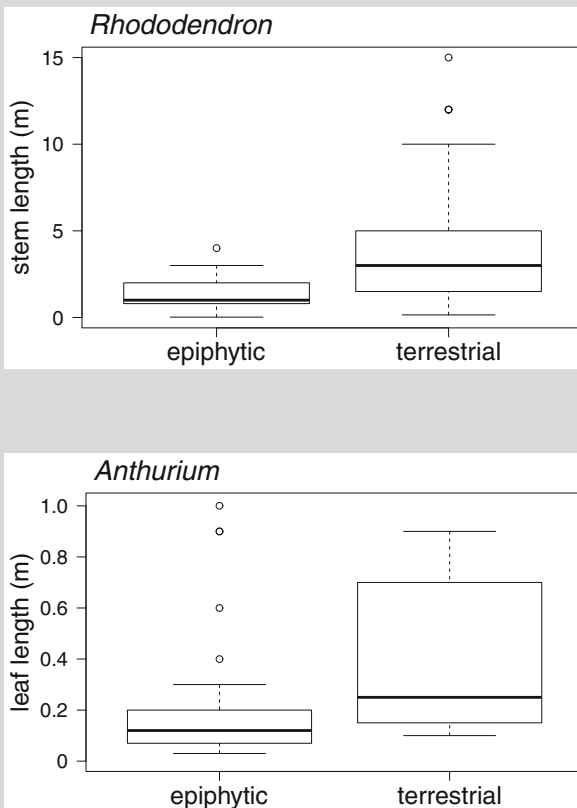 Rhododendron
stem length (m)
15
10
5
0
epiphytic terrestrial
Anthurium
leaf length (m)
1.0
0.8
0.6
0.4
0.2
0
epiphytic terrestrial